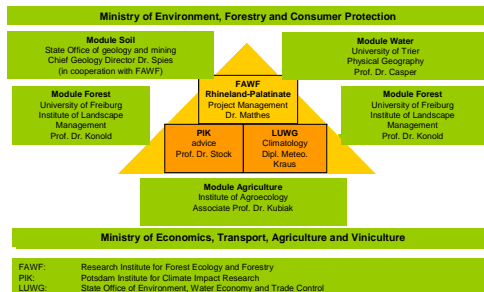 Ministry of Environment, Forestry and Consumer Protection
Module Soil
State Office of geology and mining
Chief Geology Director Dr. Spies
(in cooperation with FAWF)
Module Water
University of Trier
Physical Geography
Prof. Dr. Casper
FAWF
Rhineland-Palatinate
Project Management
Dr. Matthes
Module Forest
University of Freiburg
Institute of Landscape
Management
Prof. Dr. Konold
Module Forest
University of Freiburg
Institute of Landscape
Management
Prof. Dr. Konold
PIK
advice
Prof. Dr. Stock
LUWG
Climatology
Dipl. Meteo.
Kraus
Module Agriculture
Institute of Agroecology
Associate Prof. Dr. Kubiak
Ministry of Economics, Transport, Agriculture and Viniculture
FAWF: Research Institute for Forest Ecology and Forestry
PIK: Potsdam Institute for Climate Impact Research
LUWG: State Office of Environment, Water Economy and Trade Control